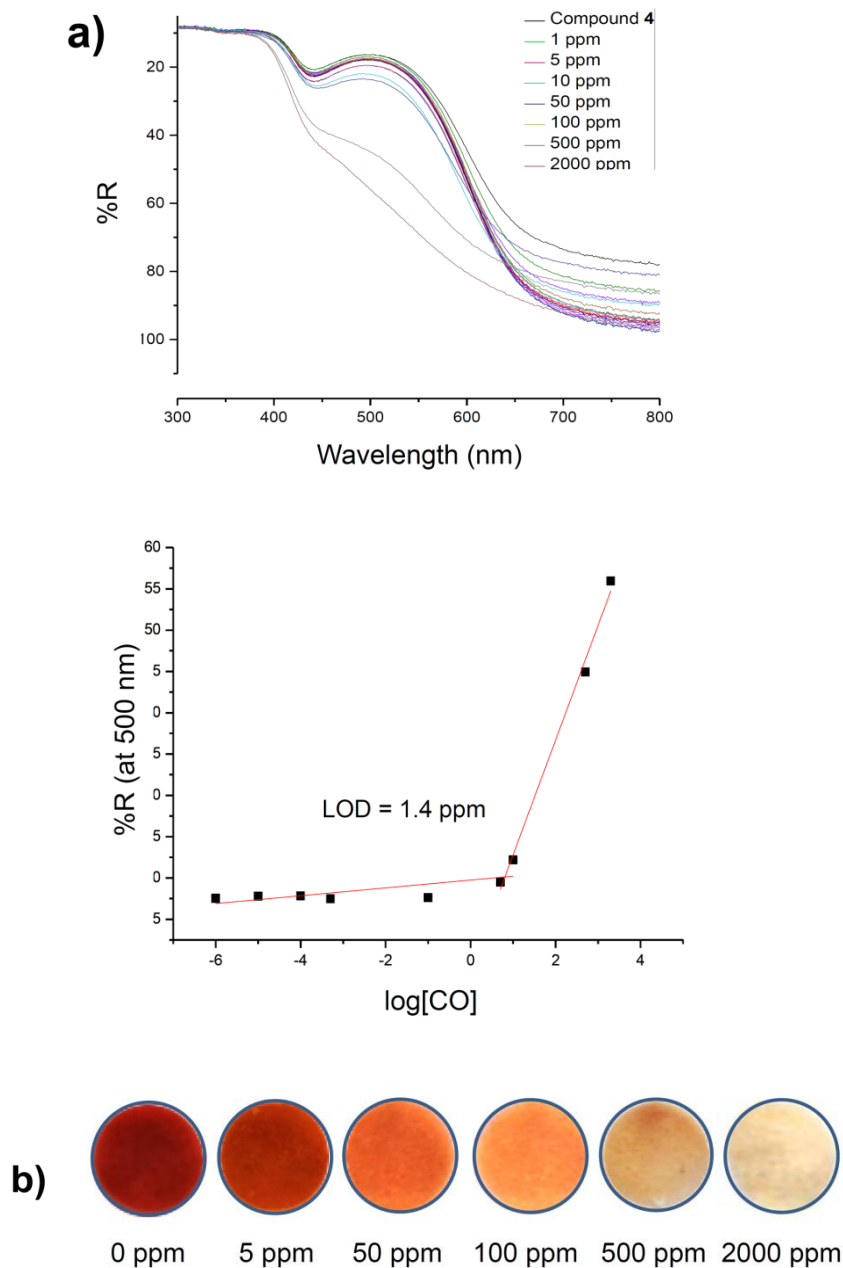 a)
Compound 4
1 ppm
5 ppm
10 ppm
50 ppm
100 ppm
500 ppm
2000 ppm
20
40
60
80
100
%R
300 400 500 600 700 800
Wavelength (nm)
60
55
50
5
0
5
0
5
0
5
%R (at 500 nm)
LOD = 1.4 ppm
-6 -4 -2 0 2 4
log[CO]
b)
0 ppm 5 ppm 50 ppm 100 ppm 500 ppm 2000 ppm